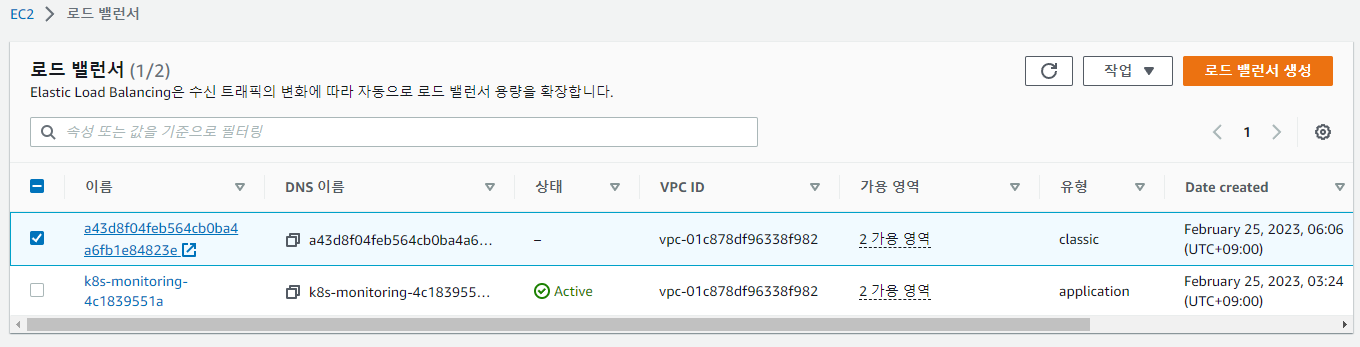 EC2 > 로드 밸런서
로드 밸런서 (1/2)
Elastic Load Balancing은 수신 트래픽의 변화에 따라 자동으로 로드 밸런서 용량을 확장합니다.
작업
로드 밸런서 생성
속성 또는 값을 기준으로 필터링
1
이름 DNS 이름 상태 VPC ID 가용 영역 유형 Date created
a43d8f04feb564cb0ba4 a43d8f04feb564cb0ba4a6... – vpc-01c878df96338f982 2 가용 영역 classic February 25, 2023, 06:06
a6fb1e84823e (UTC+09:00)
k8s-monitoring- k8s-monitoring-4c183955... Active vpc-01c878df96338f982 2 가용 영역 application February 25, 2023, 03:24
4c1839551a (UTC+09:00)